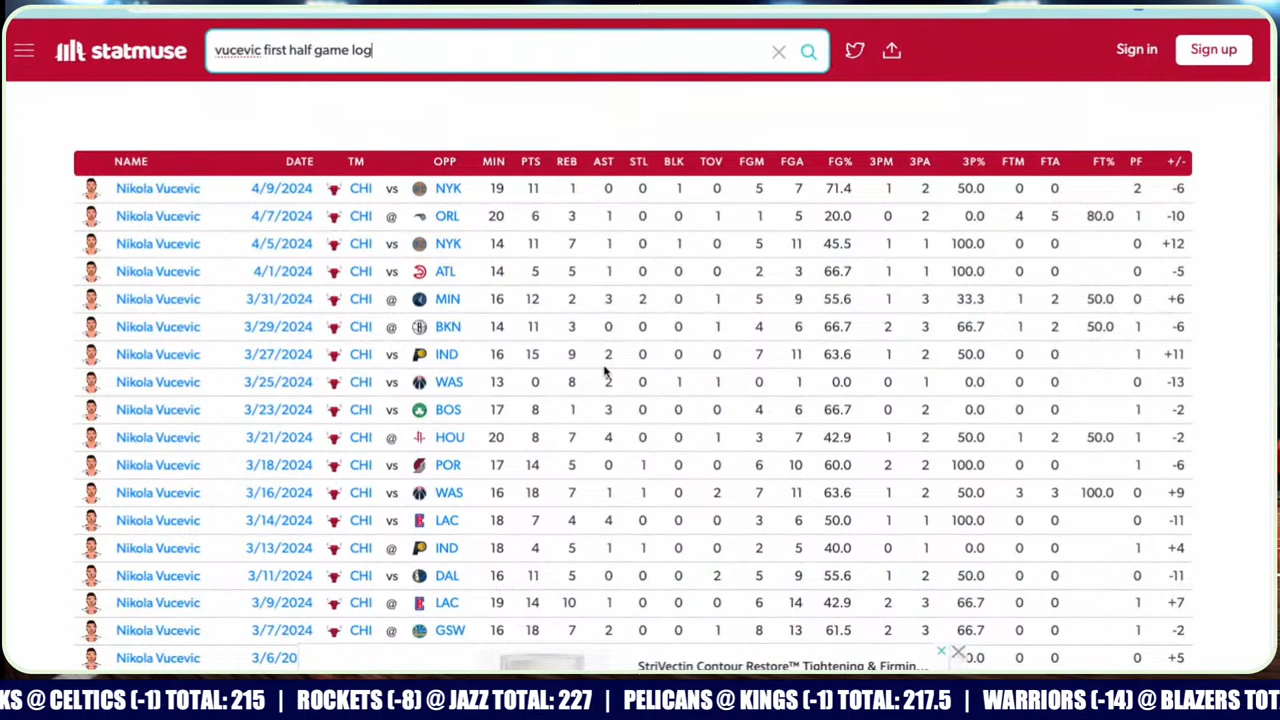 statmuse vucevic first half game log Sign in Sign up
NAME DATE TM OPP MIN PTS REB AST STL BLK TOV FGM FGA FG% 3PM 3PA 3P% FTM FTA FT% PF +/-
Nikola Vucevic 4/9/2024 CHI vs NYK 19 11 1 0 0 1 0 5 7 71.4 1 2 50.0 0 0 2 -6
Nikola Vucevic 4/7/2024 CHI @ ORL 20 6 3 1 0 0 1 1 5 20.0 0 2 0.0 4 5 80.0 1 -10
Nikola Vucevic 4/5/2024 CHI vs NYK 14 11 7 1 0 1 0 5 11 45.5 1 1 100.0 0 0 0 +12
Nikola Vucevic 4/1/2024 CHI vs ATL 14 5 5 1 0 0 0 2 3 66.7 1 1 100.0 0 0 0 -5
Nikola Vucevic 3/31/2024 CHI @ MIN 16 12 2 3 2 0 1 5 9 55.6 1 3 33.3 1 2 50.0 0 +6
Nikola Vucevic 3/29/2024 CHI @ BKN 14 11 3 0 0 0 1 4 6 66.7 2 3 66.7 1 2 50.0 1 -6
Nikola Vucevic 3/27/2024 CHI vs IND 16 15 9 2 0 0 0 7 11 63.6 1 2 50.0 0 0 1 +11
Nikola Vucevic 3/25/2024 CHI vs WAS 13 0 8 2 0 1 1 0 1 0.0 0 1 0.0 0 0 0 -13
Nikola Vucevic 3/23/2024 CHI vs BOS 17 8 1 3 0 0 0 4 6 66.7 0 2 0.0 0 0 1 -2
Nikola Vucevic 3/21/2024 CHI @ HOU 20 8 7 4 0 0 1 3 7 42.9 1 2 50.0 1 2 50.0 1 -2
Nikola Vucevic 3/18/2024 CHI vs POR 17 14 5 0 1 0 0 6 10 60.0 2 2 100.0 0 0 1 -6
Nikola Vucevic 3/16/2024 CHI vs WAS 16 18 7 1 1 0 2 7 11 63.6 1 2 50.0 3 3 100.0 0 +9
Nikola Vucevic 3/14/2024 CHI vs LAC 18 7 4 4 0 0 0 3 6 50.0 1 1 100.0 0 0 1 -11
Nikola Vucevic 3/13/2024 CHI @ IND 18 4 5 1 1 0 0 2 5 40.0 0 1 0.0 0 0 1 +4
Nikola Vucevic 3/11/2024 CHI vs DAL 16 11 5 0 0 0 2 5 9 55.6 1 2 50.0 0 0 1 -11
Nikola Vucevic 3/9/2024 CHI @ LAC 19 14 10 1 0 0 0 6 14 42.9 2 3 66.7 0 0 1 +7
Nikola Vucevic 3/7/2024 CHI @ GSW 16 18 7 2 0 0 1 8 13 61.5 2 3 66.7 0 0 1 -2
Nikola Vucevic 3/6/20 0.0 0 0 0 +5
StriVectin Contour Restore™ Tightening & Firmin...
KS @ CELTICS (-1) TOTAL: 215 | ROCKETS (-8) @ JAZZ TOTAL: 227 | PELICANS @ KINGS (-1) TOTAL: 217.5 | WARRIORS (-14) @ BLAZERS TOT